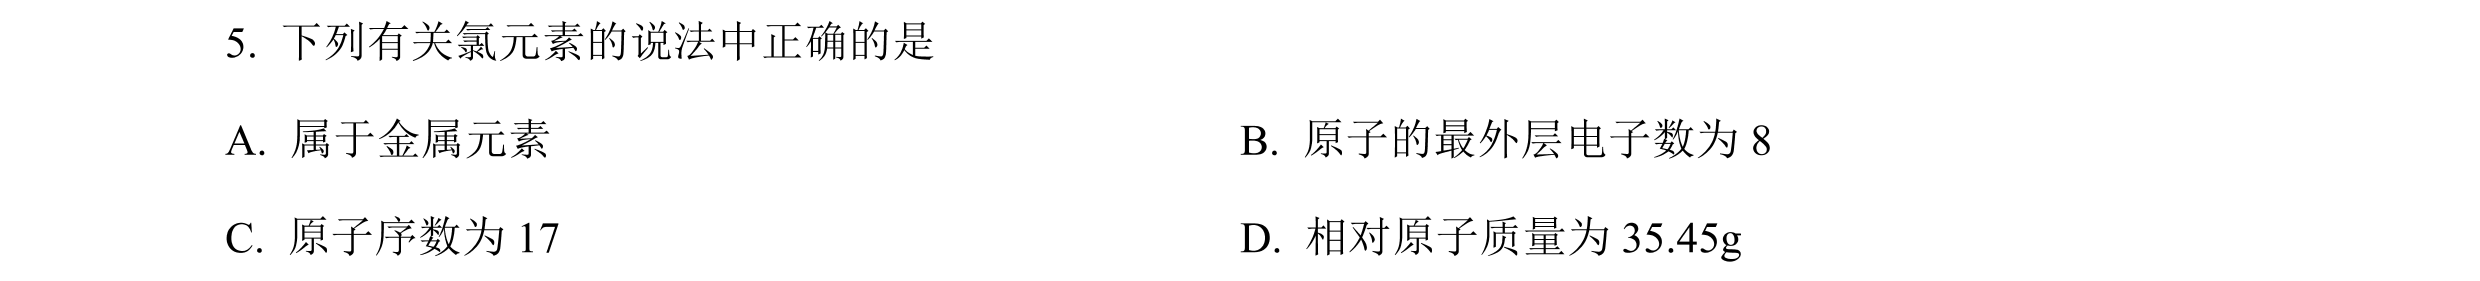 5. 下列有关氯元素的说法中正确的是
A. 属于金属元素 B. 原子的最外层电子数为 8
C. 原子序数为 17 D. 相对原子质量为 35.45g